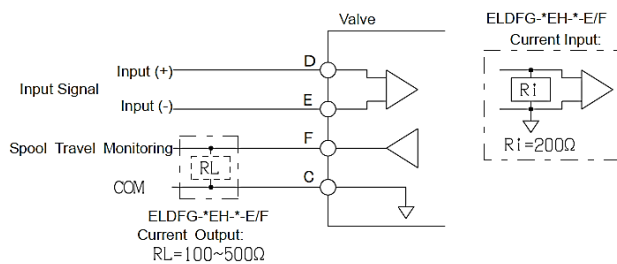 Valve
ELDFG-*EH-*-E/F
Current Input:
D
Input (+)
Input Signal
Ri
Input (-)
E
Ri=200Ω
F
Spool Travel Monitoring
RL
C
COM
ELDFG-*EH-*-E/F
Current Output:
RL=100~500Ω